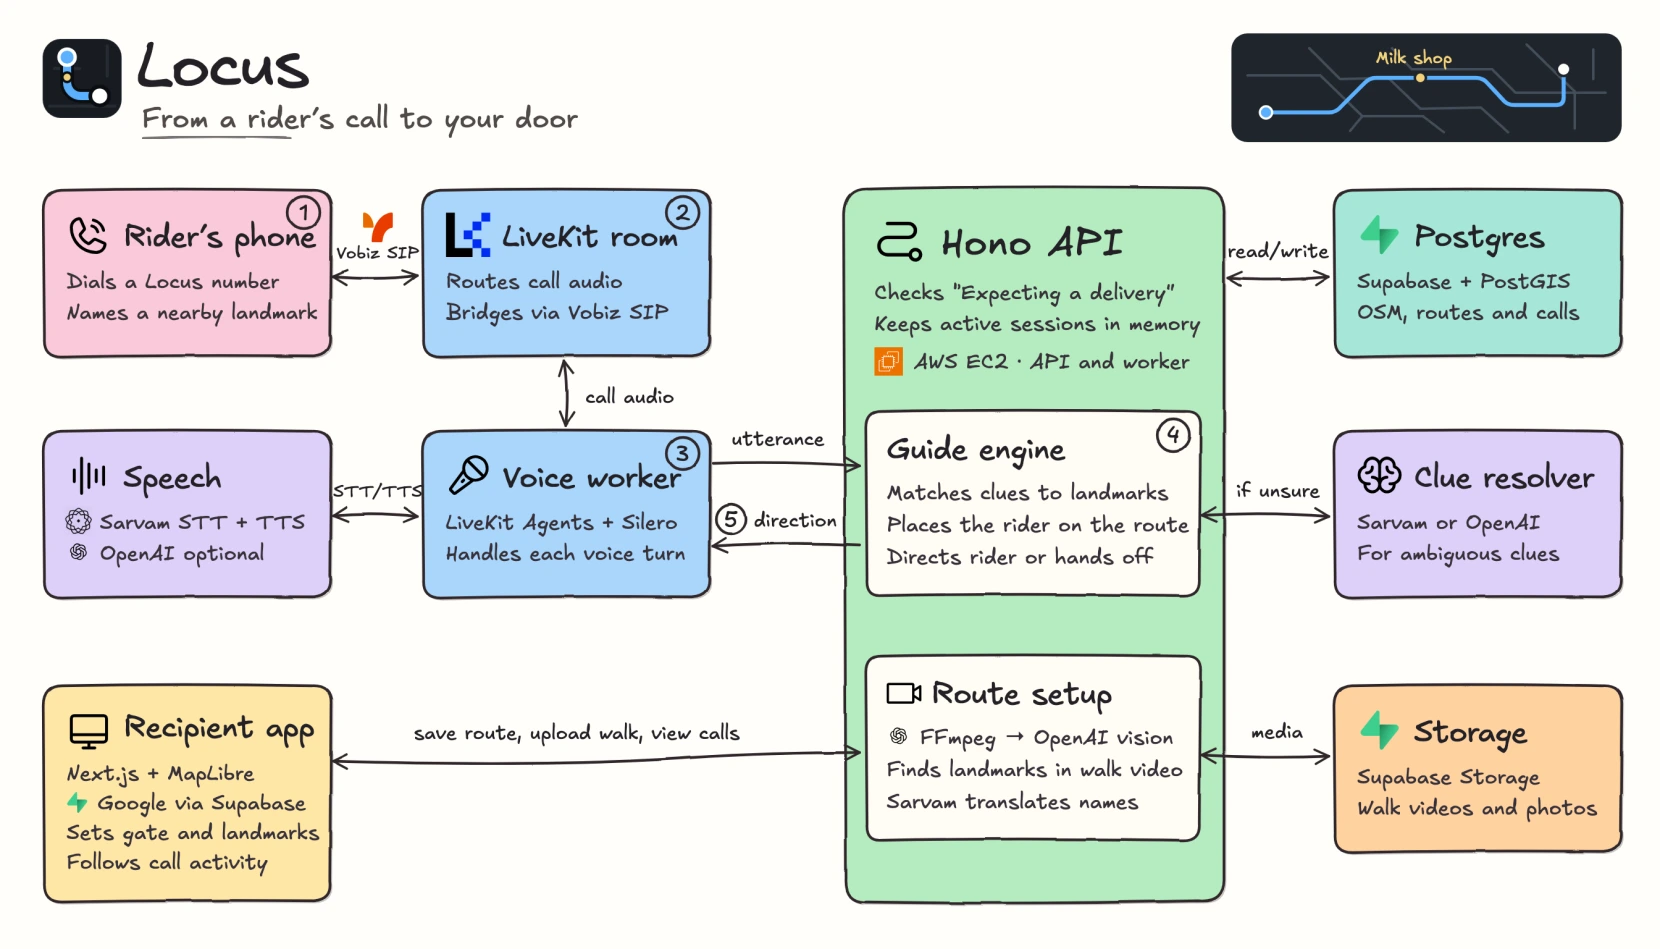 Locus
From a rider's call to your door
Milk shop
1
Rider's phone
Dials a Locus number
Names a nearby landmark
Vobiz SIP
2
LiveKit room
Routes call audio
Bridges via Vobiz SIP
Hono API
Checks "Expecting a delivery"
Keeps active sessions in memory
AWS EC2 · API and worker
read/write
Postgres
Supabase + PostGIS
OSM, routes and calls
call audio
Speech
Sarvam STT + TTS
OpenAI optional
STT/TTS
3
Voice worker
LiveKit Agents + Silero
Handles each voice turn
utterance
5 direction
4
Guide engine
Matches clues to landmarks
Places the rider on the route
Directs rider or hands off
if unsure
Clue resolver
Sarvam or OpenAI
For ambiguous clues
Recipient app
Next.js + MapLibre
Google via Supabase
Sets gate and landmarks
Follows call activity
save route, upload walk, view calls
Route setup
FFmpeg → OpenAI vision
Finds landmarks in walk video
Sarvam translates names
media
Storage
Supabase Storage
Walk videos and photos